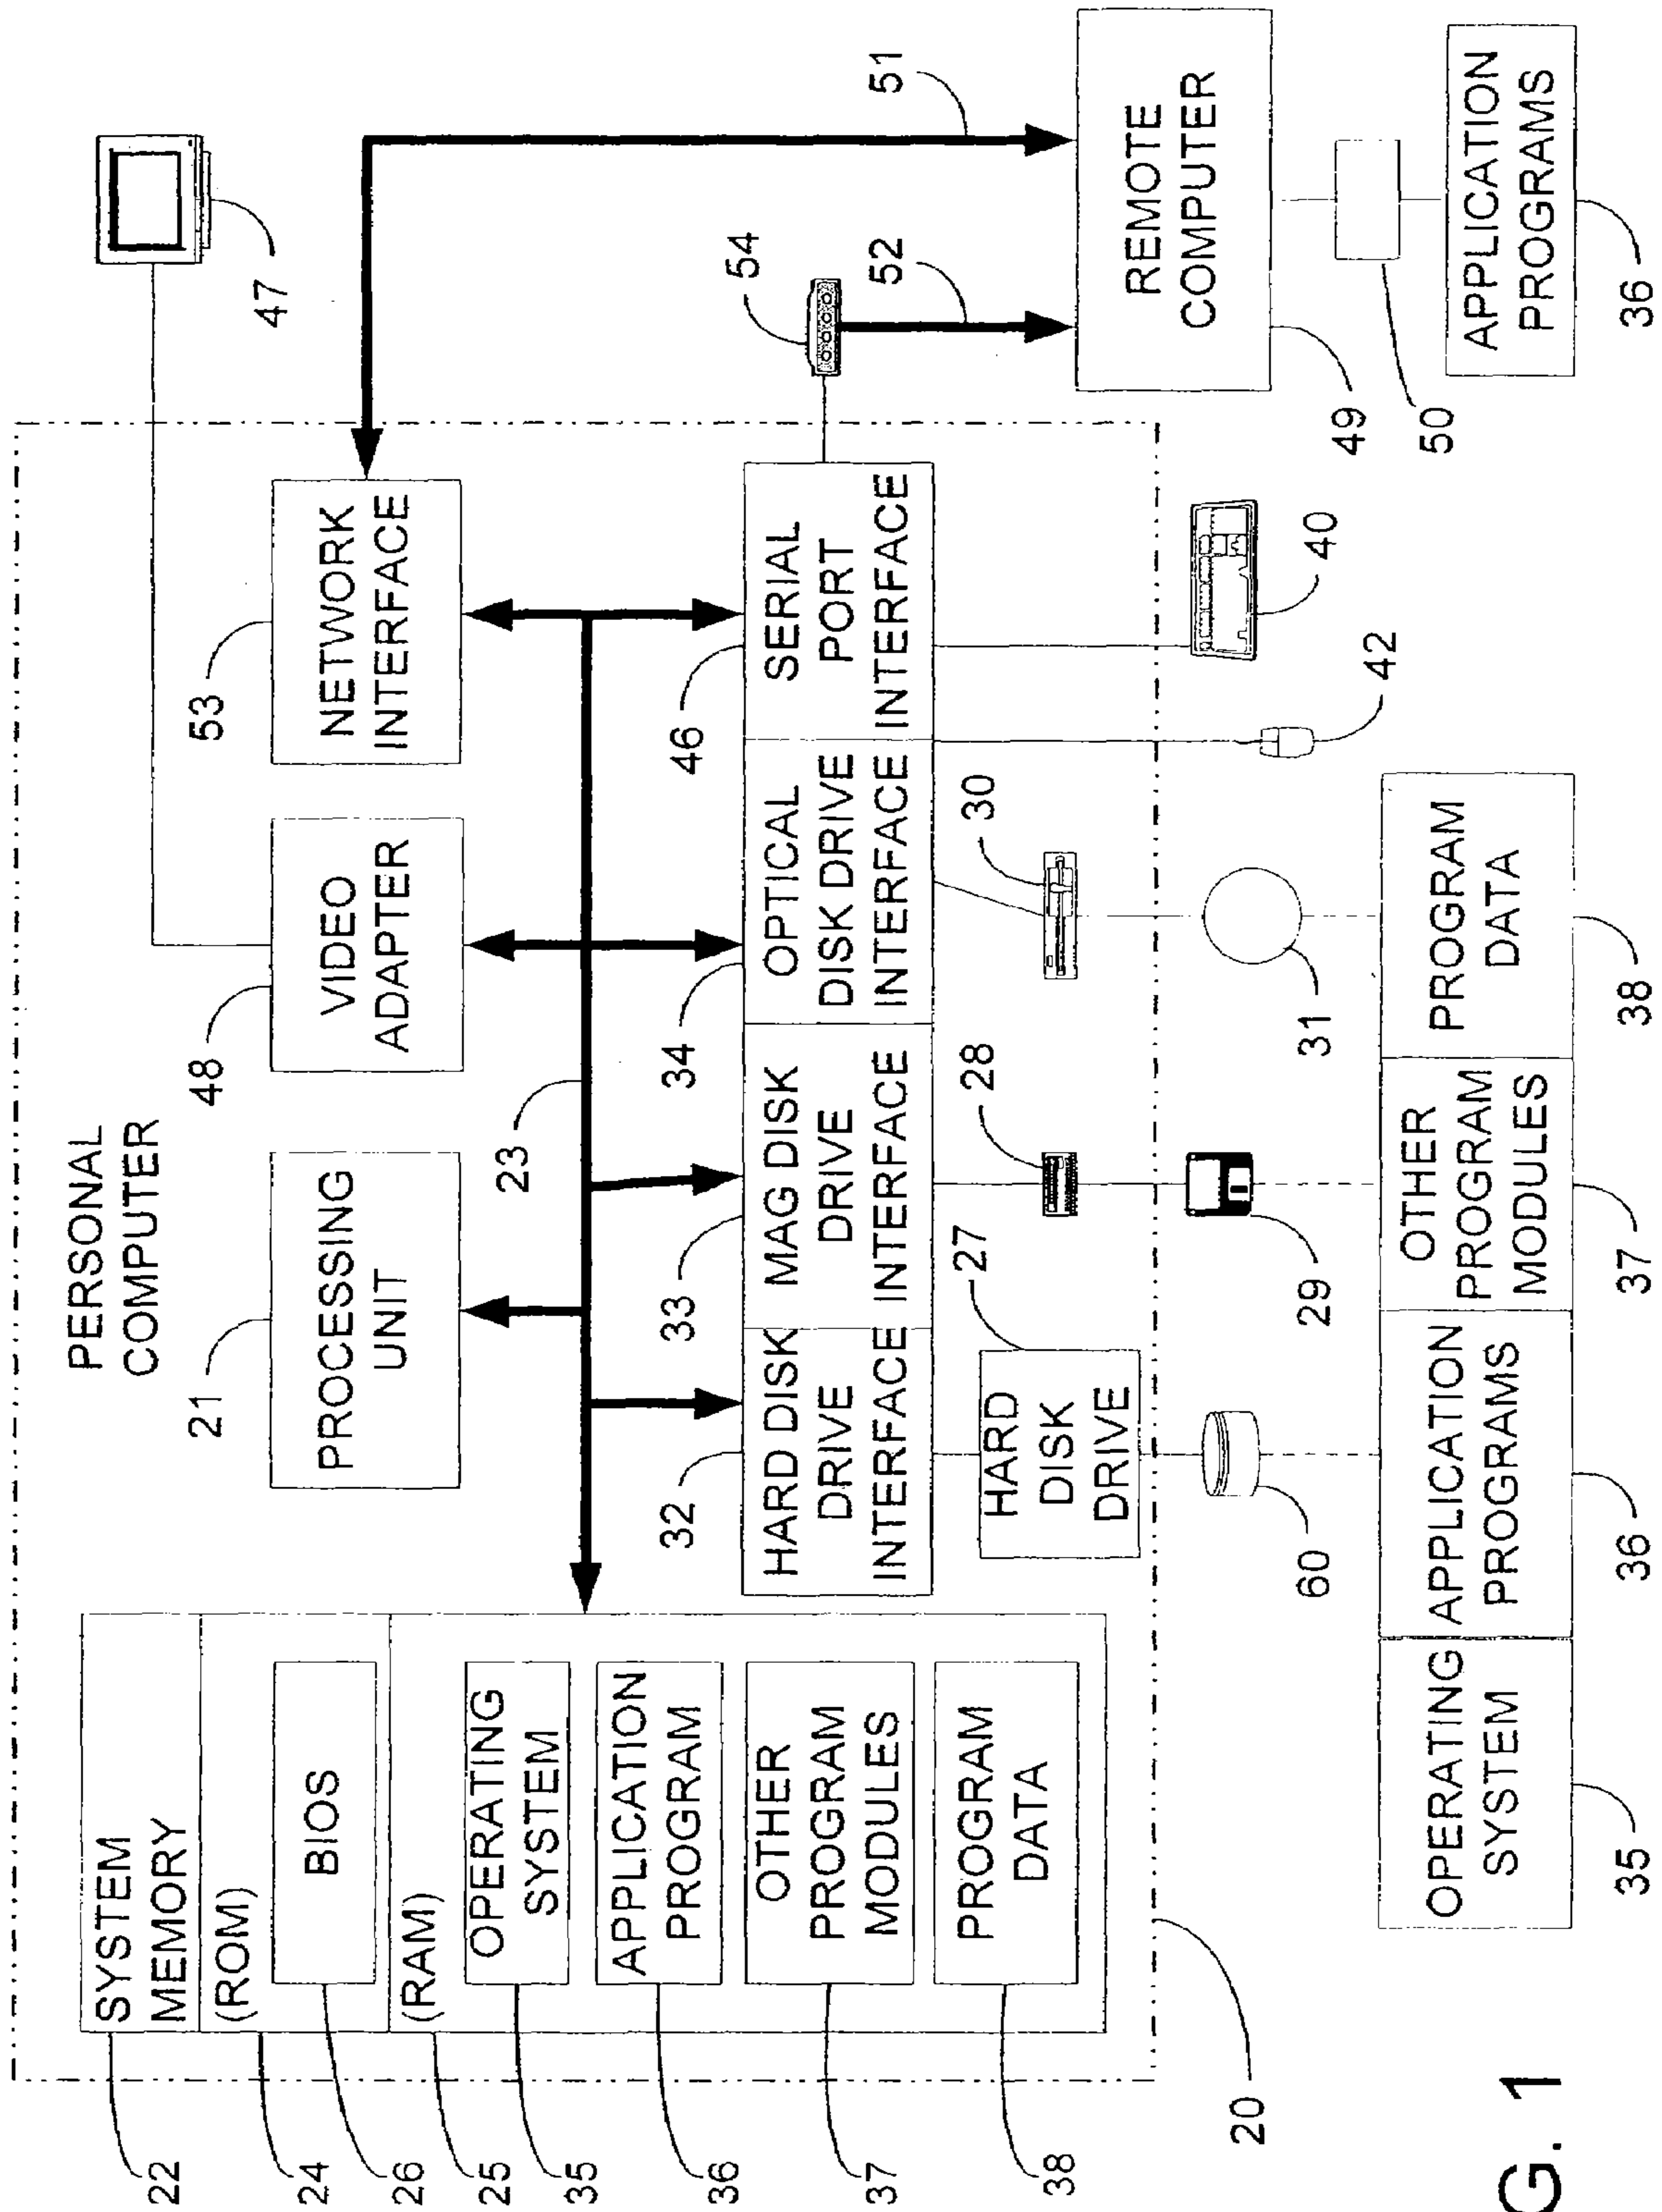 PERSONAL
COMPUTER
22
SYSTEM
MEMORY
24
(ROM)
26
BIOS
25
(RAM)
35
OPERATING
SYSTEM
36
APPLICATION
PROGRAM
37
OTHER
PROGRAM
MODULES
38
PROGRAM
DATA
20
21
PROCESSING
UNIT
48
VIDEO
ADAPTER
53
NETWORK
INTERFACE
47
23
32
HARD DISK
DRIVE
INTERFACE
33
MAG DISK
DRIVE
INTERFACE
34
OPTICAL
DISK DRIVE
INTERFACE
46
SERIAL
PORT
INTERFACE
54
52
51
27
HARD
DISK
DRIVE
28
30
60
29
31
42
40
REMOTE
COMPUTER
49
50
APPLICATION
PROGRAMS
36
OPERATING
SYSTEM
35
APPLICATION
PROGRAMS
36
OTHER
PROGRAM
MODULES
37
PROGRAM
DATA
38
G. 1